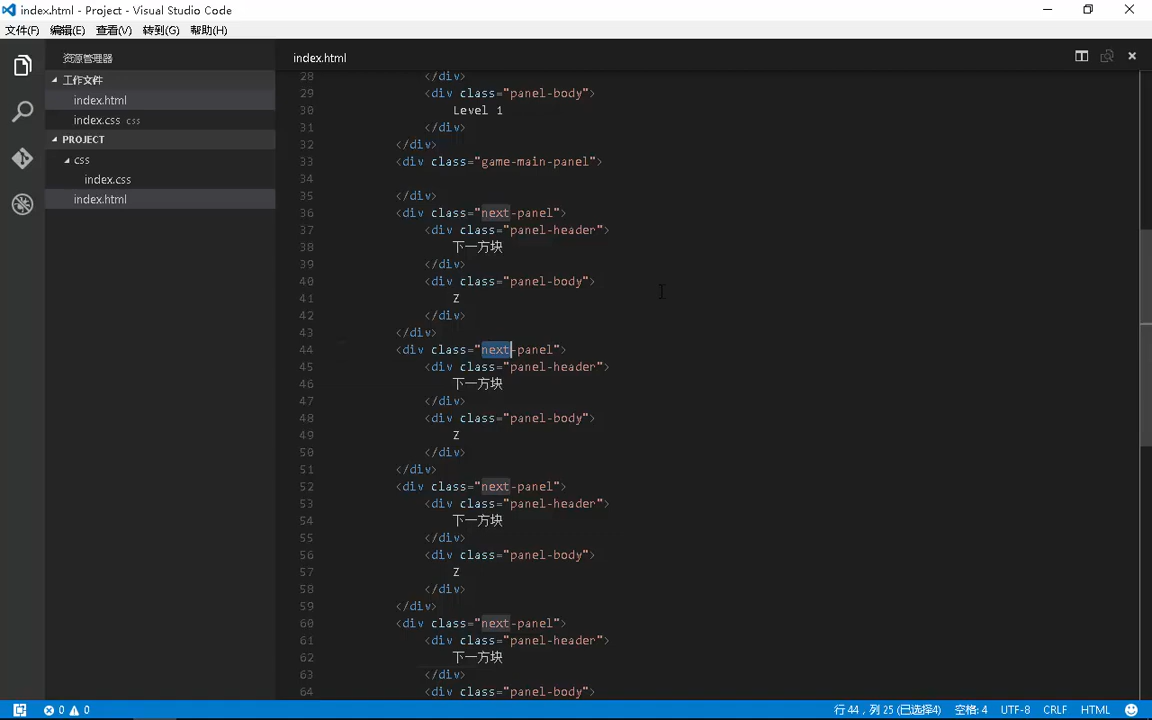 index.html - Project - Visual Studio Code
文件(F) 编辑(E) 查看(V) 转到(G) 帮助(H)
资源管理器
工作文件
index.html
index.css css
PROJECT
css
index.css
index.html
index.html
28 </div>
29 <div class="panel-body">
30 Level 1
31 </div>
32 </div>
33 <div class="game-main-panel">
34
35 </div>
36 <div class="next-panel">
37 <div class="panel-header">
38 下一方块
39 </div>
40 <div class="panel-body">
41 Z
42 </div>
43 </div>
44 <div class="next-panel">
45 <div class="panel-header">
46 下一方块
47 </div>
48 <div class="panel-body">
49 Z
50 </div>
51 </div>
52 <div class="next-panel">
53 <div class="panel-header">
54 下一方块
55 </div>
56 <div class="panel-body">
57 Z
58 </div>
59 </div>
60 <div class="next-panel">
61 <div class="panel-header">
62 下一方块
63 </div>
64 <div class="panel-body">
0 0 行 44，列 25 (已选择4) 空格: 4 UTF-8 CRLF HTML